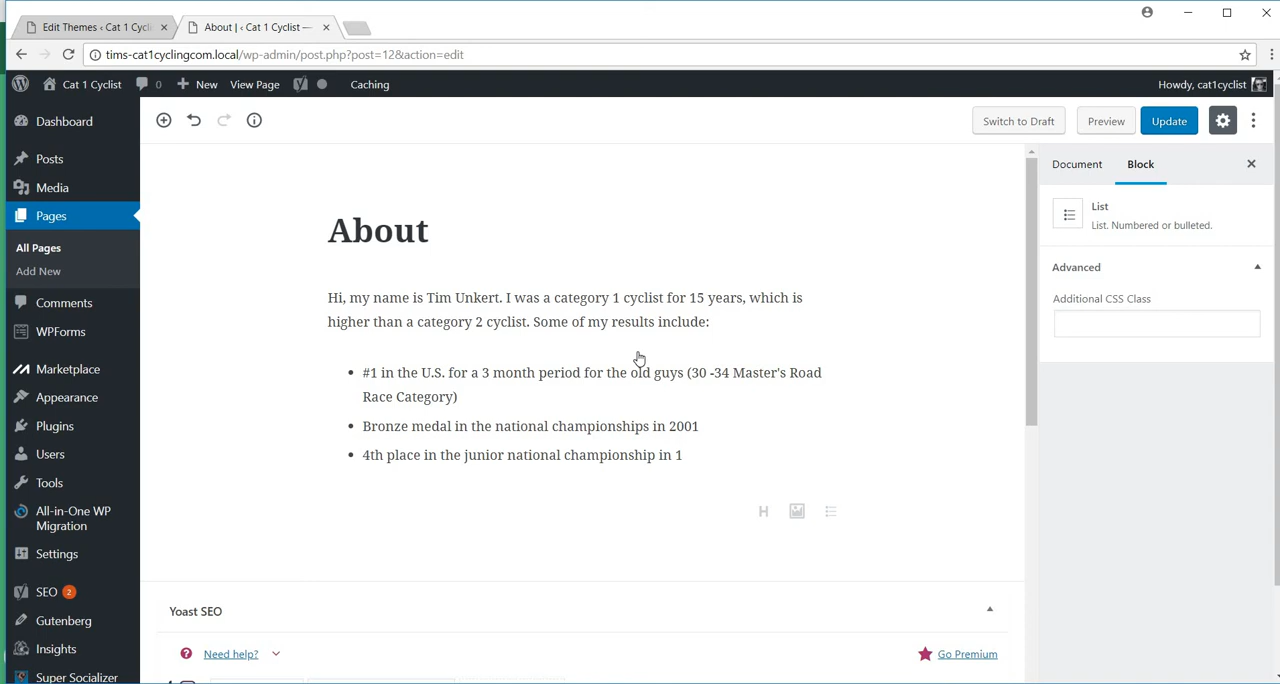 Edit Themes ‹ Cat 1 Cycli
About | ‹ Cat 1 Cyclist —
tims-cat1cyclingcom.local/wp-admin/post.php?post=12&action=edit
Cat 1 Cyclist
0
New
View Page
Caching
Howdy, cat1cyclist
Dashboard
Posts
Media
Pages
All Pages
Add New
Comments
WPForms
Marketplace
Appearance
Plugins
Users
Tools
All-in-One WP
Migration
Settings
SEO 2
Gutenberg
Insights
Super Socializer
Switch to Draft
Preview
Update
About
Hi, my name is Tim Unkert. I was a category 1 cyclist for 15 years, which is
higher than a category 2 cyclist. Some of my results include:
• #1 in the U.S. for a 3 month period for the old guys (30 -34 Master's Road
Race Category)
• Bronze medal in the national championships in 2001
• 4th place in the junior national championship in 1
H
Yoast SEO
Need help?
Go Premium
Document
Block
List
List. Numbered or bulleted.
Advanced
Additional CSS Class